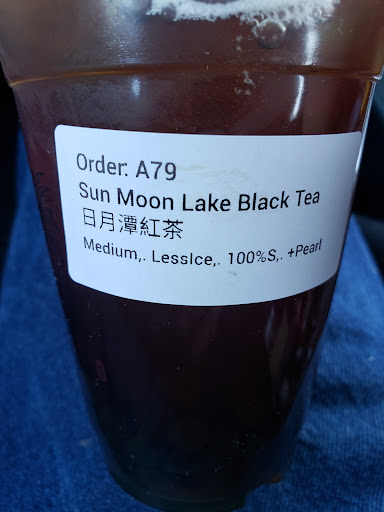 Order: A79
Sun Moon Lake Black Tea
日月潭紅茶
Medium,. LessIce,. 100%S,. +Pearl